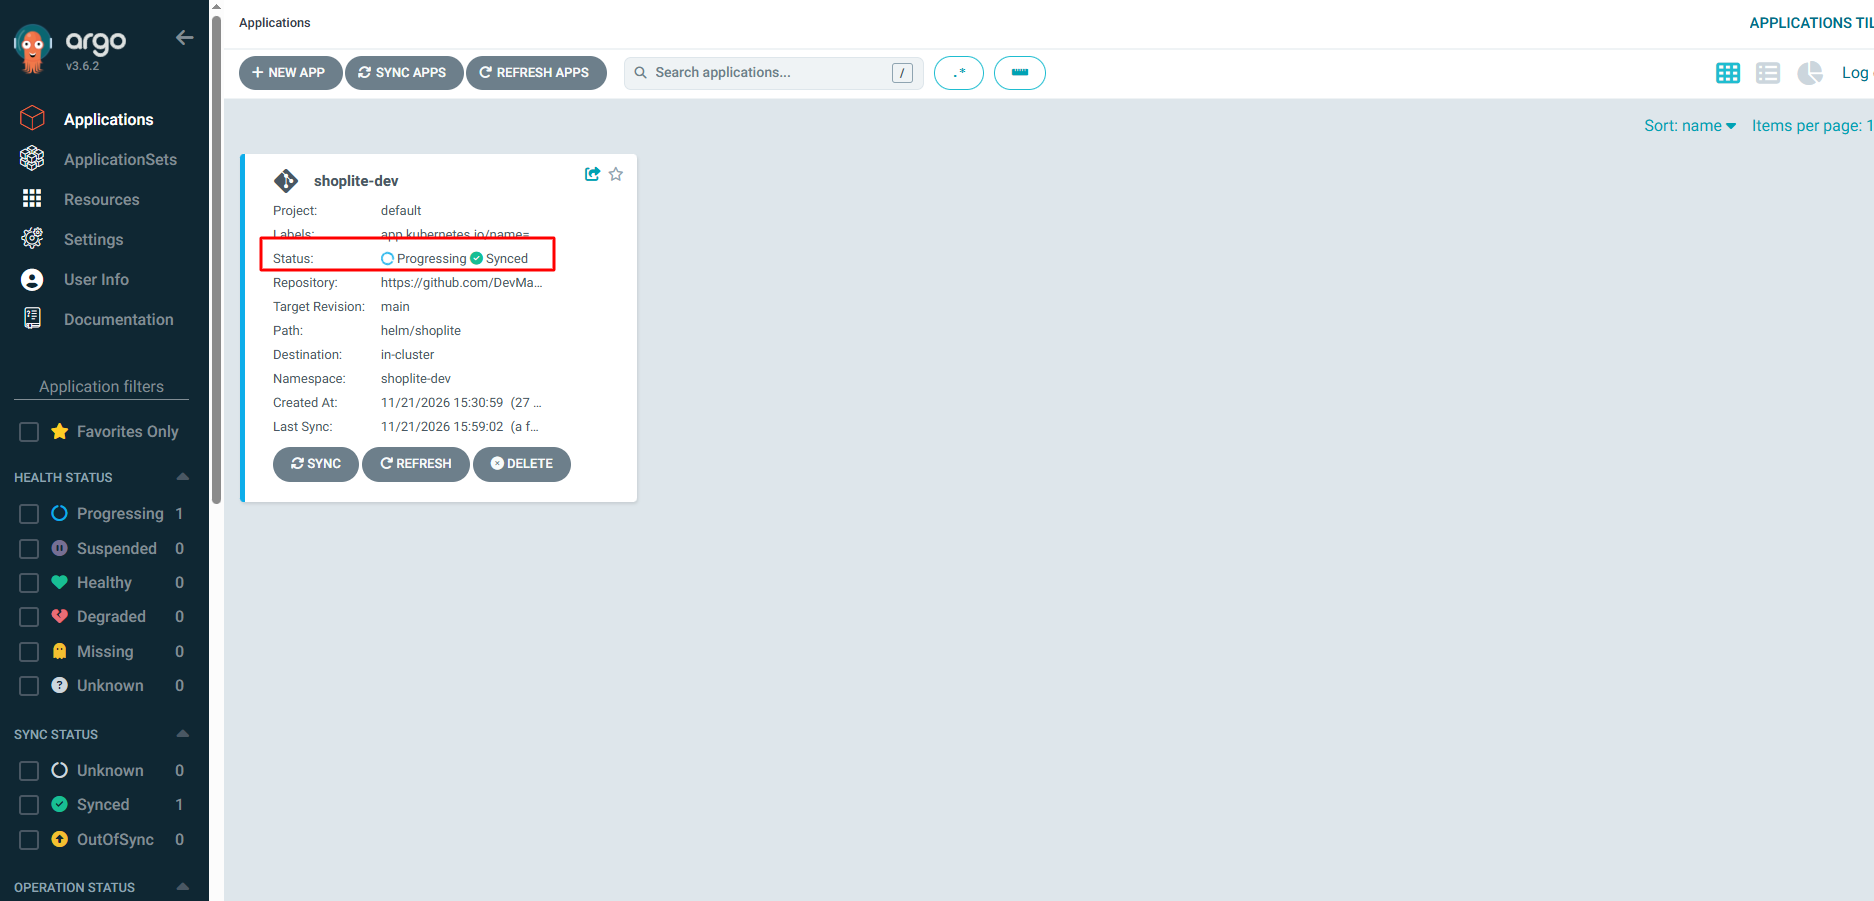 argo
v3.6.2
Applications
ApplicationSets
Resources
Settings
User Info
Documentation
Application filters
Favorites Only
HEALTH STATUS
Progressing 1
Suspended 0
Healthy 0
Degraded 0
Missing 0
Unknown 0
SYNC STATUS
Unknown 0
Synced 1
OutOfSync 0
OPERATION STATUS
Applications
APPLICATIONS TIL
+ NEW APP SYNC APPS REFRESH APPS Search applications... / .* Log
Sort: name Items per page: 1
shoplite-dev
Project: default
Labels: app.kubernetes.io/name=
Status: Progressing Synced
Repository: https://github.com/DevMa...
Target Revision: main
Path: helm/shoplite
Destination: in-cluster
Namespace: shoplite-dev
Created At: 11/21/2026 15:30:59 (27 ...
Last Sync: 11/21/2026 15:59:02 (a f...
SYNC REFRESH DELETE